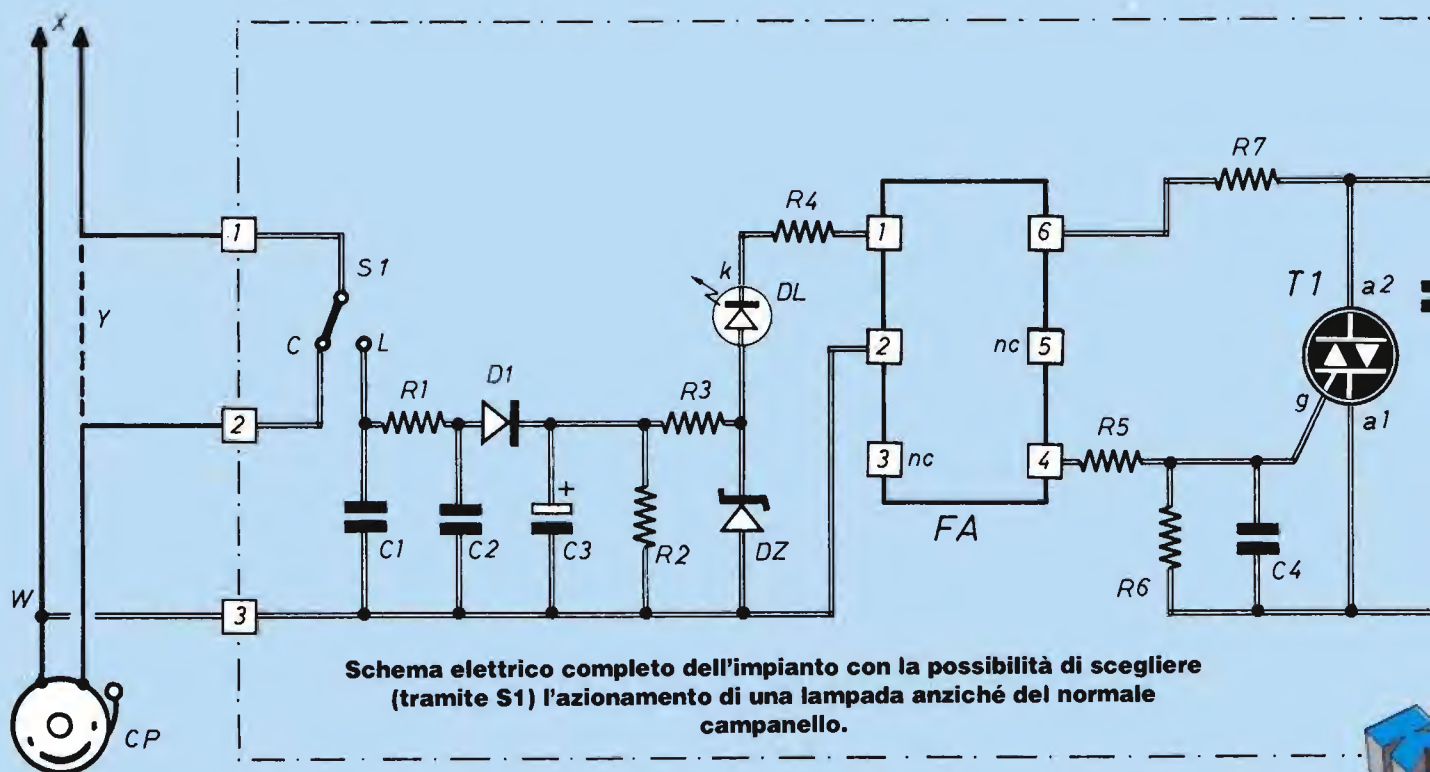 X
R7
R4
1
1
6
S1
k
T1
a2
DL
Y
C
L
2
nc
5
R1
D1
R3
g
2
R5
a1
3
nc
4
+
C1
C2
C3
R2
DZ
FA
R6
C4
W
3
Schema elettrico completo dell'impianto con la possibilità di scegliere
(tramite S1) l'azionamento di una lampada anziché del normale
campanello.
CP